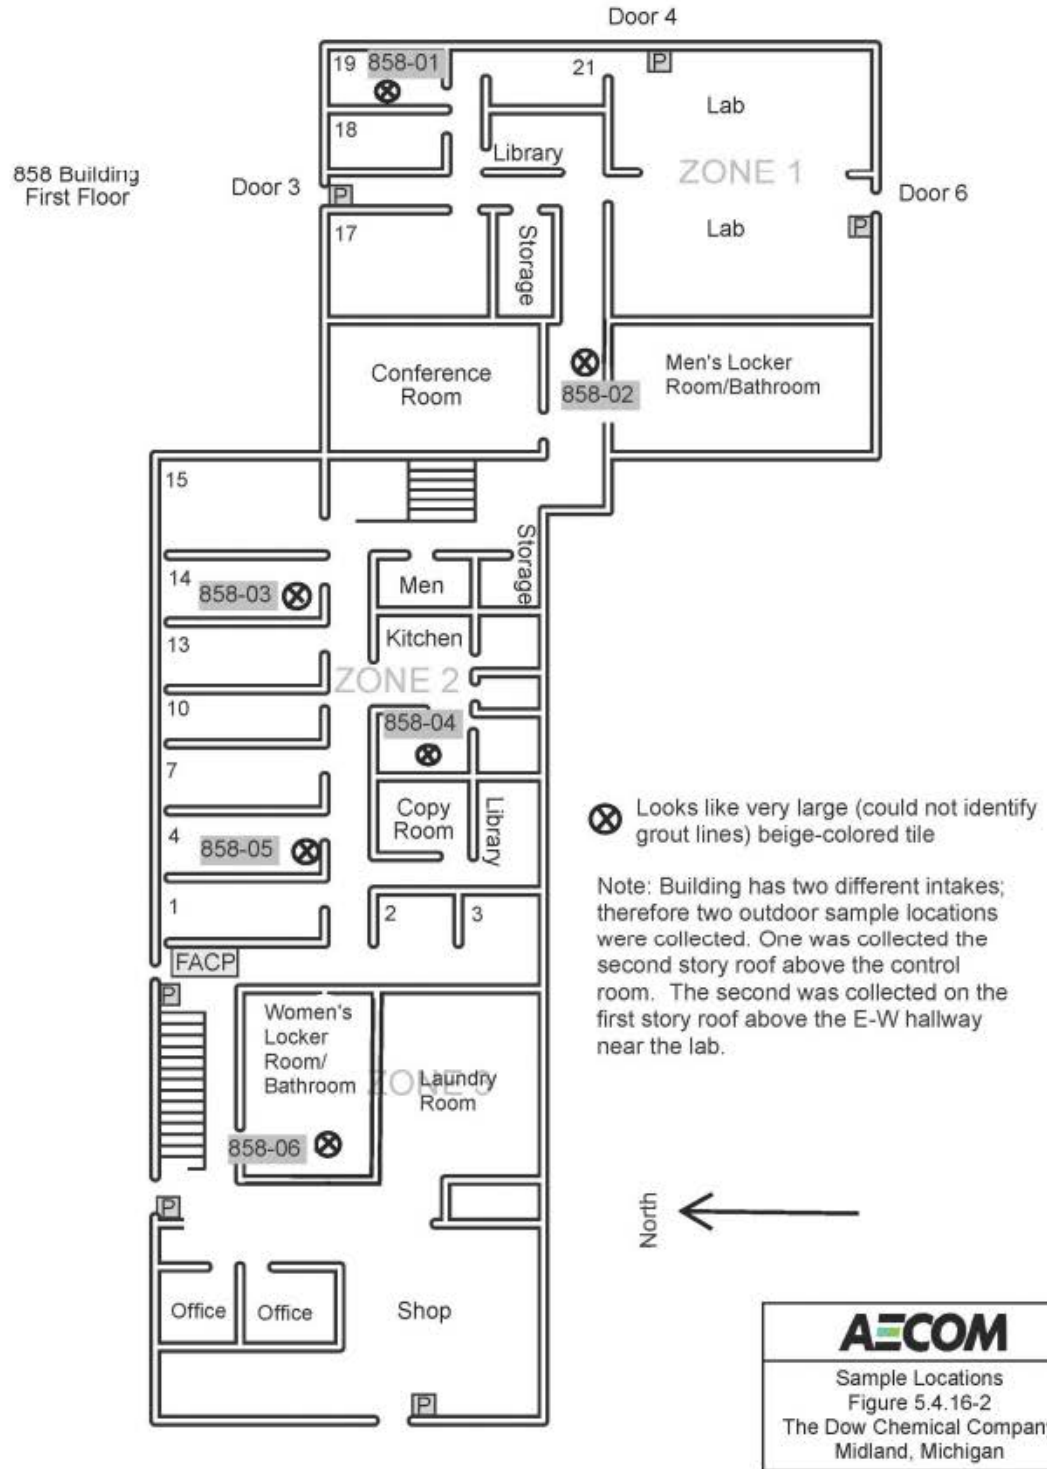 Door 4
19 858-01
21
P
Lab
18
Library
858 Building
First Floor
Door 3
ZONE 1
Door 6
P
17
Storage
Lab
P
Conference
Room
858-02
Men's Locker
Room/Bathroom
15
Storage
14
858-03
Men
13
Kitchen
ZONE 2
10
858-04
7
Copy
Room
Library
4
858-05
1
2
3
FACP
P
Looks like very large (could not identify
grout lines) beige-colored tile
Note: Building has two different intakes;
therefore two outdoor sample locations
were collected. One was collected the
second story roof above the control
room. The second was collected on the
first story roof above the E-W hallway
near the lab.
Women's
Locker
Room/
Bathroom
ZONE 3
Laundry
Room
858-06
P
North
Office
Office
Shop
P
AECOM
Sample Locations
Figure 5.4.16-2
The Dow Chemical Compan
Midland, Michigan